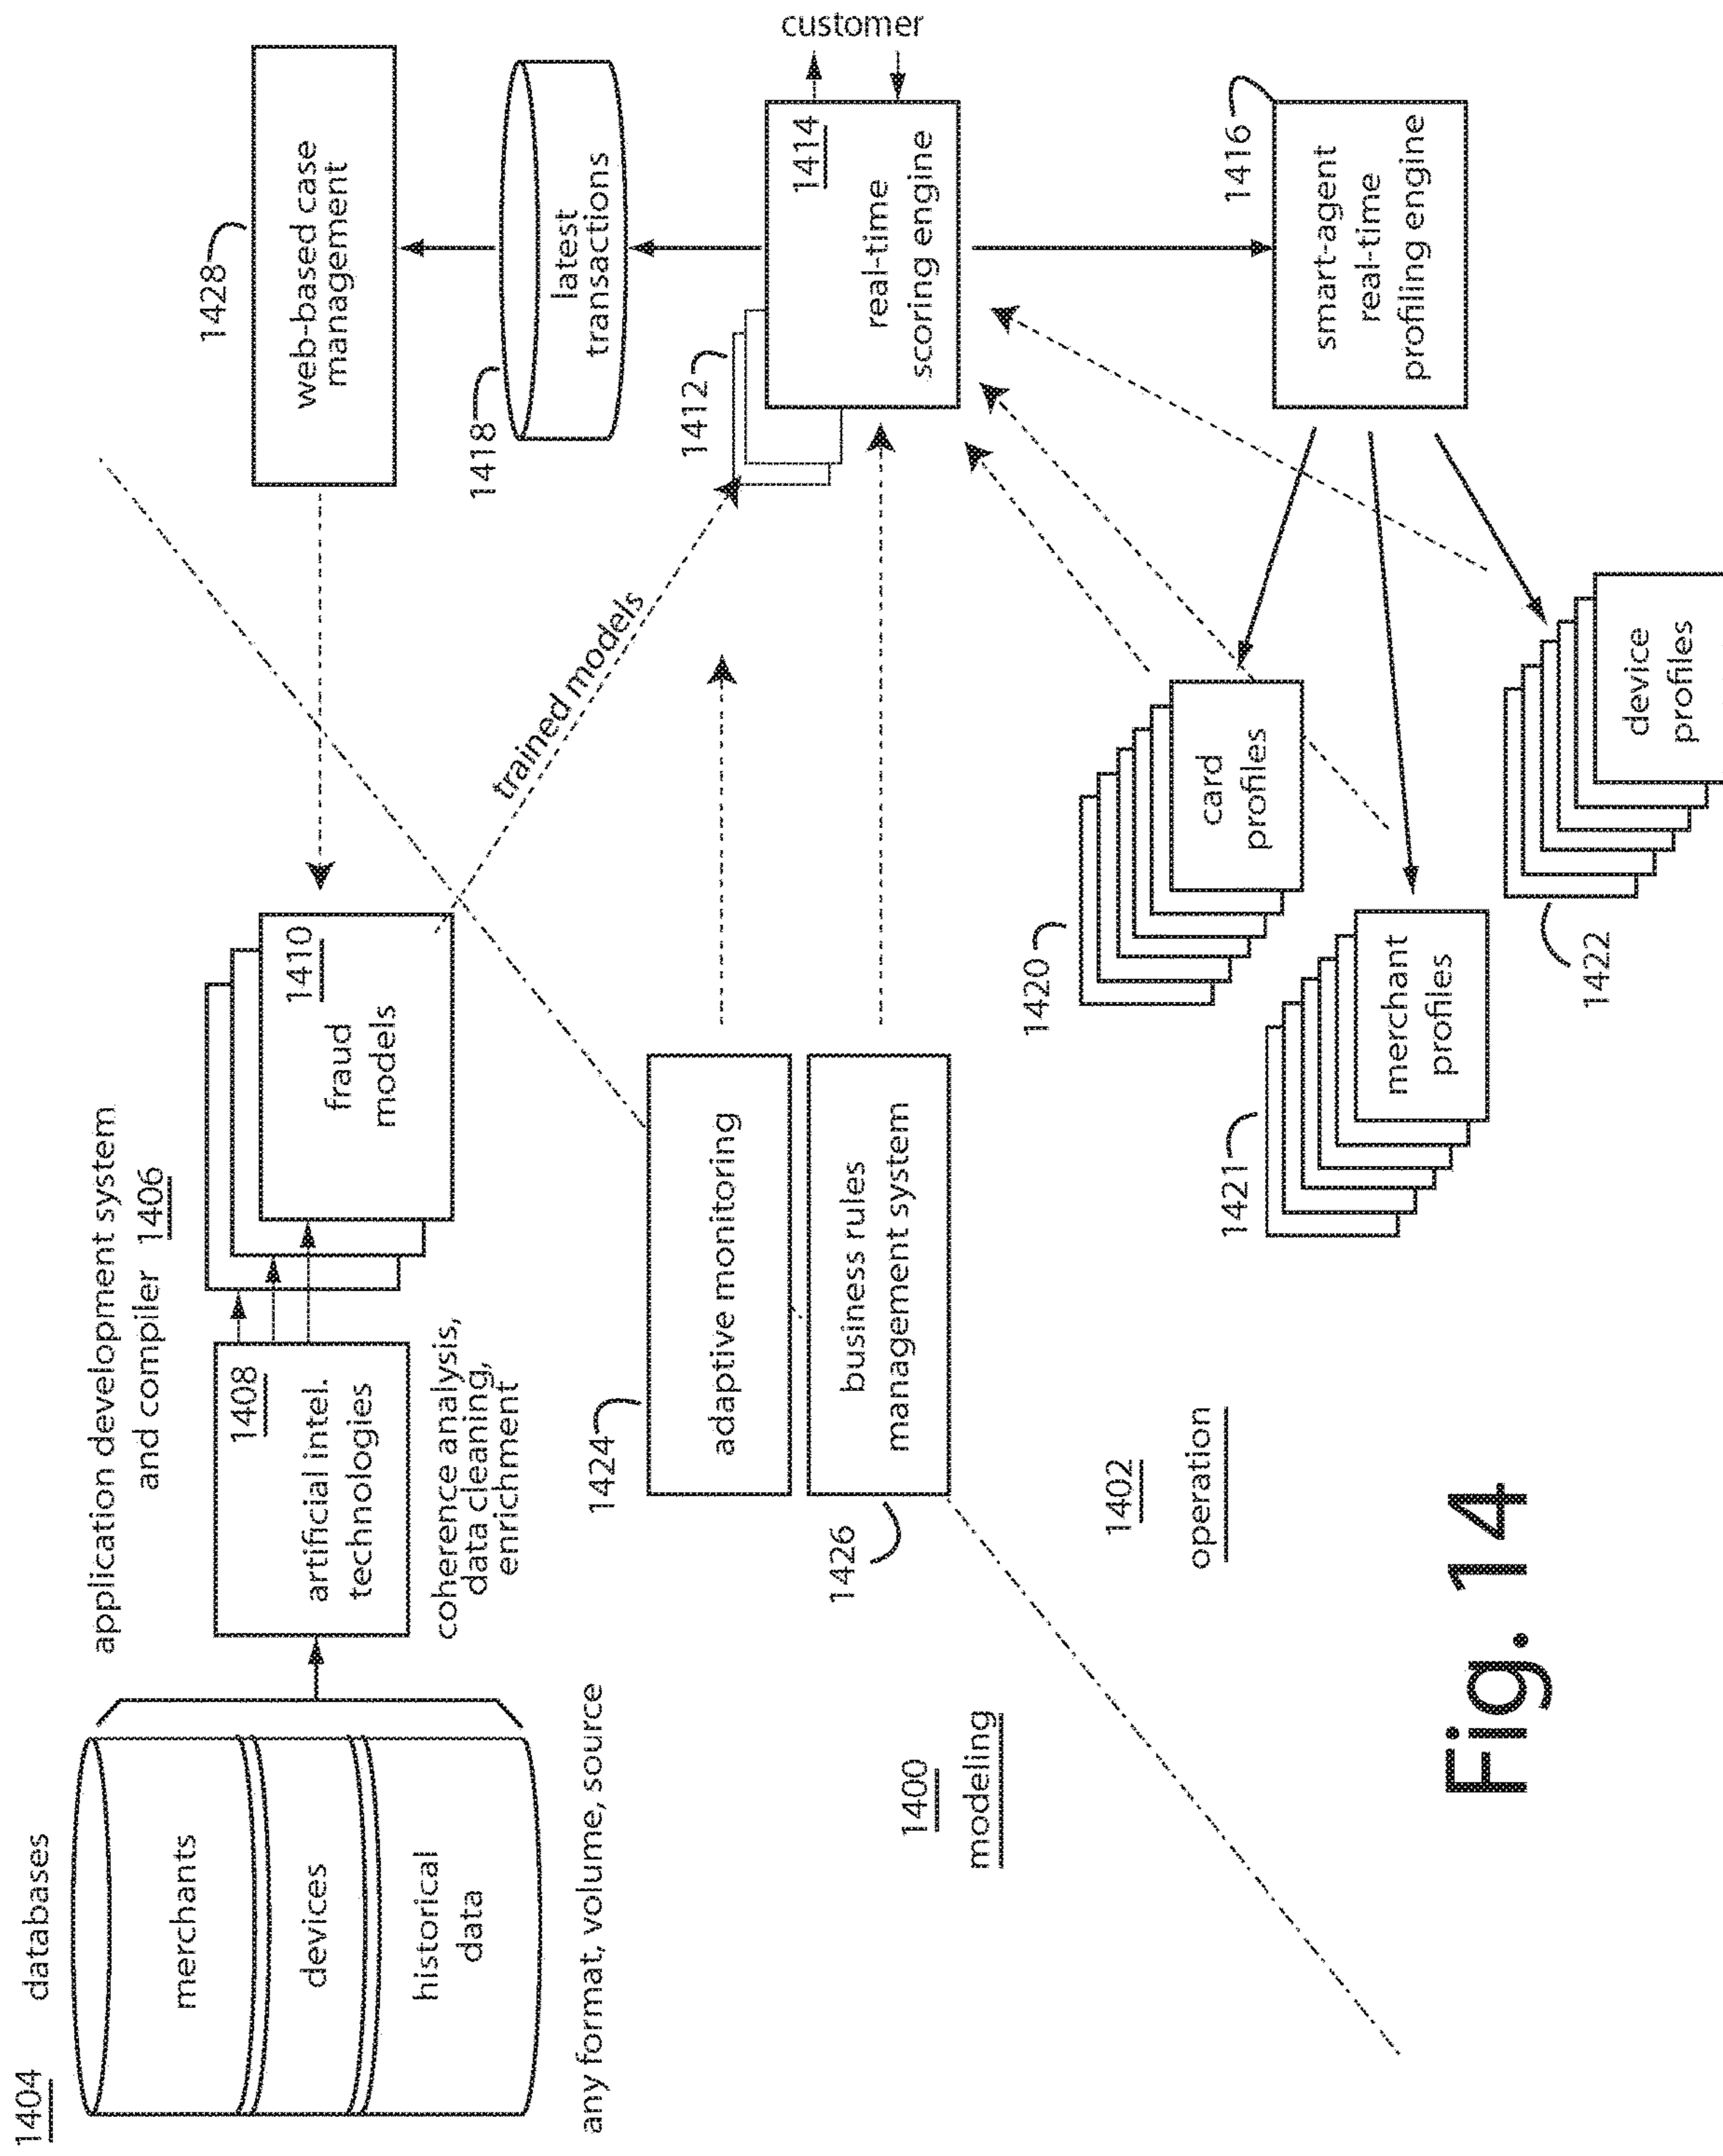 1404
databases
merchants
devices
historical
data
any format, volume, source
application development system
and compiler 1406
1408
artificial intel.
technologies
coherence analysis,
data cleaning,
enrichment
1410
fraud
models
trained models
1428
web-based case
management
1418
latest
transactions
1412
1414
real-time
scoring engine
customer
1424
adaptive monitoring
business rules
management system
1426
1416
smart-agent
real-time
profiling engine
1420
card
profiles
1421
merchant
profiles
1422
device
profiles
1400
modeling
1402
operation
Fig. 14